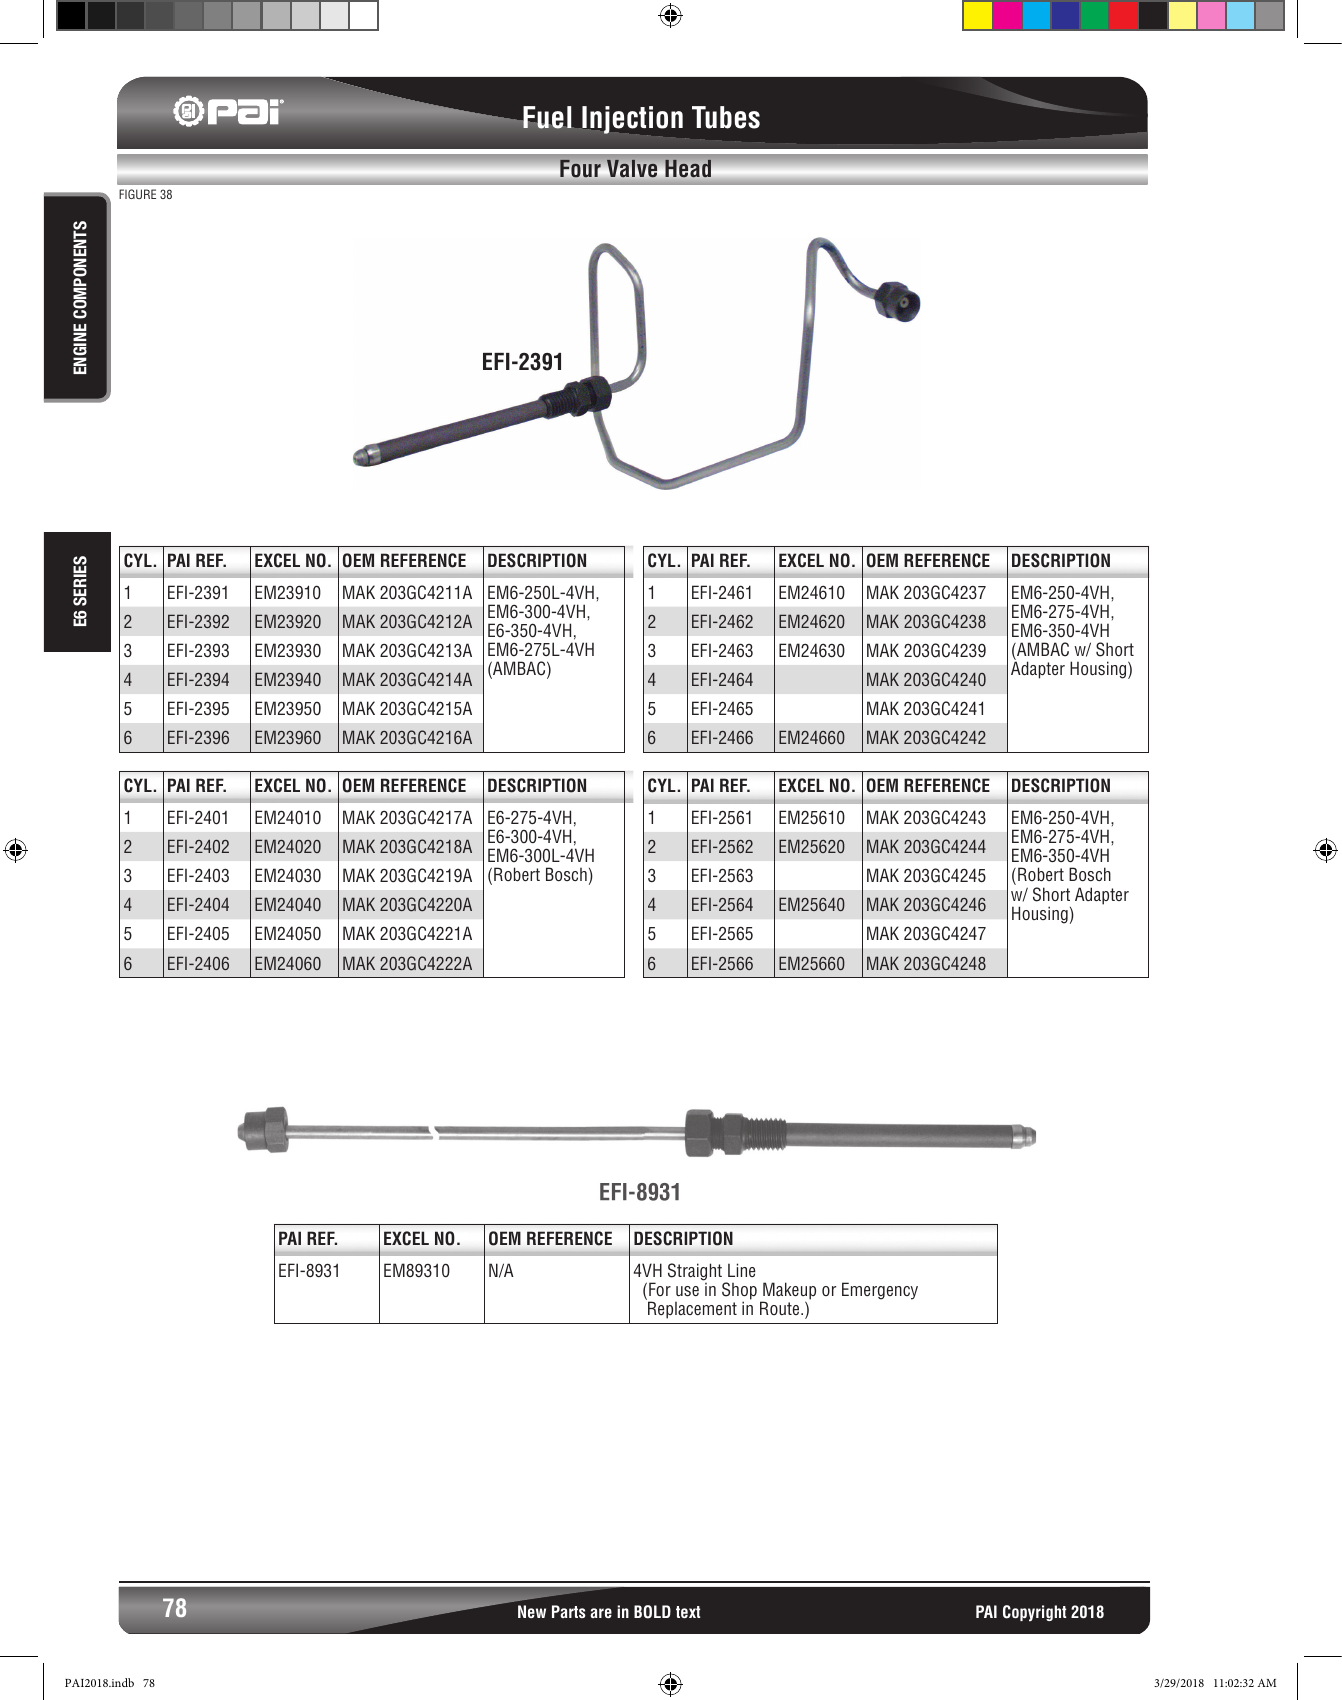 PAI
Fuel Injection Tubes
Four Valve Head
FIGURE 38
ENGINE COMPONENTS
EFI-2391
E6 SERIES
CYL. PAI REF. EXCEL NO. OEM REFERENCE DESCRIPTION
1 EFI-2391 EM23910 MAK 203GC4211A EM6-250L-4VH,
2 EFI-2392 EM23920 MAK 203GC4212A EM6-300-4VH,
3 EFI-2393 EM23930 MAK 203GC4213A E6-350-4VH,
4 EFI-2394 EM23940 MAK 203GC4214A EM6-275L-4VH
5 EFI-2395 EM23950 MAK 203GC4215A (AMBAC)
6 EFI-2396 EM23960 MAK 203GC4216A
CYL. PAI REF. EXCEL NO. OEM REFERENCE DESCRIPTION
1 EFI-2461 EM24610 MAK 203GC4237 EM6-250-4VH,
2 EFI-2462 EM24620 MAK 203GC4238 EM6-275-4VH,
3 EFI-2463 EM24630 MAK 203GC4239 EM6-350-4VH
4 EFI-2464 MAK 203GC4240 (AMBAC w/ Short
5 EFI-2465 MAK 203GC4241 Adapter Housing)
6 EFI-2466 EM24660 MAK 203GC4242
CYL. PAI REF. EXCEL NO. OEM REFERENCE DESCRIPTION
1 EFI-2401 EM24010 MAK 203GC4217A E6-275-4VH,
2 EFI-2402 EM24020 MAK 203GC4218A E6-300-4VH,
3 EFI-2403 EM24030 MAK 203GC4219A EM6-300L-4VH
4 EFI-2404 EM24040 MAK 203GC4220A (Robert Bosch)
5 EFI-2405 EM24050 MAK 203GC4221A
6 EFI-2406 EM24060 MAK 203GC4222A
CYL. PAI REF. EXCEL NO. OEM REFERENCE DESCRIPTION
1 EFI-2561 EM25610 MAK 203GC4243 EM6-250-4VH,
2 EFI-2562 EM25620 MAK 203GC4244 EM6-275-4VH,
3 EFI-2563 MAK 203GC4245 EM6-350-4VH
4 EFI-2564 EM25640 MAK 203GC4246 (Robert Bosch
5 EFI-2565 MAK 203GC4247 w/ Short Adapter
6 EFI-2566 EM25660 MAK 203GC4248 Housing)
EFI-8931
PAI REF. EXCEL NO. OEM REFERENCE DESCRIPTION
EFI-8931 EM89310 N/A 4VH Straight Line
(For use in Shop Makeup or Emergency
Replacement in Route.)
78 New Parts are in BOLD text PAI Copyright 2018
PAI2018.indb 78 3/29/2018 11:02:32 AM